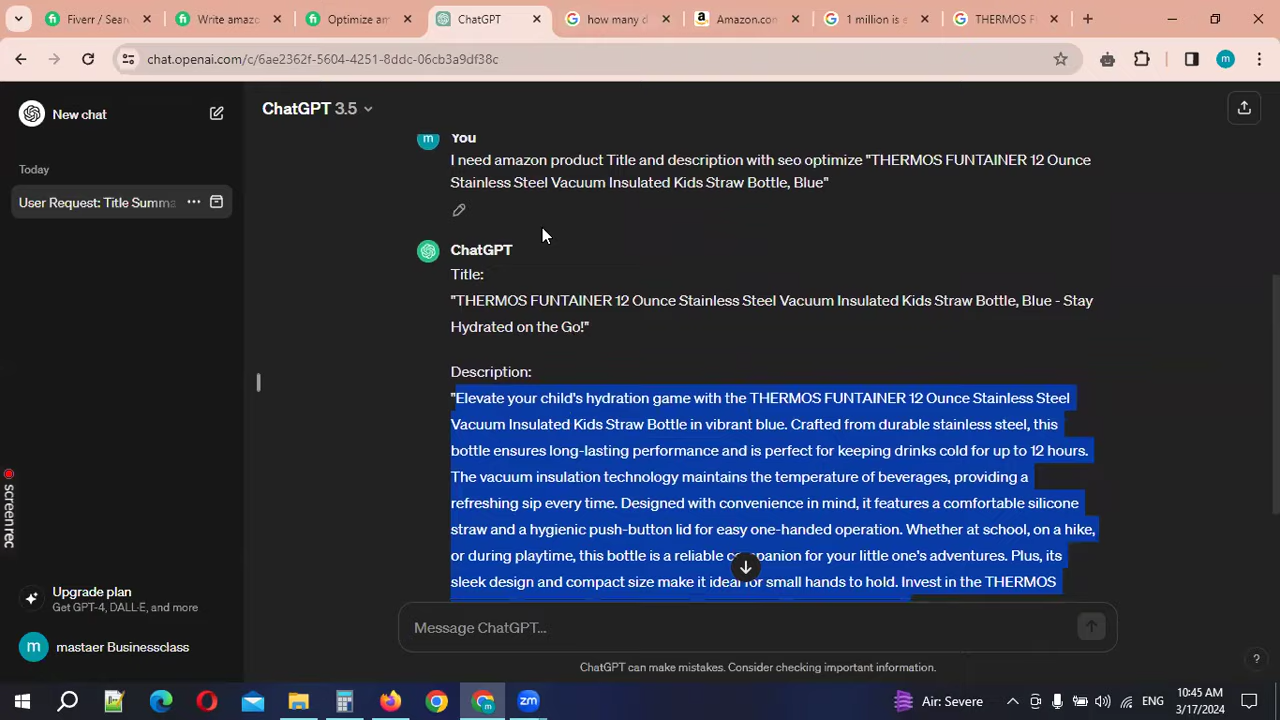 Fiverr / Sear
Write amazo
Optimize am
ChatGPT
how many d
Amazon.com
1 million is e
THERMOS F
chat.openai.com/c/6ae2362f-5604-4251-8ddc-06cb3a9df38c
m
New chat
ChatGPT 3.5
Today
User Request: Title Summa
m
You
I need amazon product Title and description with seo optimize "THERMOS FUNTAINER 12 Ounce
Stainless Steel Vacuum Insulated Kids Straw Bottle, Blue"
ChatGPT
Title:
"THERMOS FUNTAINER 12 Ounce Stainless Steel Vacuum Insulated Kids Straw Bottle, Blue - Stay
Hydrated on the Go!"
Description:
"Elevate your child's hydration game with the THERMOS FUNTAINER 12 Ounce Stainless Steel
Vacuum Insulated Kids Straw Bottle in vibrant blue. Crafted from durable stainless steel, this
bottle ensures long-lasting performance and is perfect for keeping drinks cold for up to 12 hours.
The vacuum insulation technology maintains the temperature of beverages, providing a
refreshing sip every time. Designed with convenience in mind, it features a comfortable silicone
straw and a hygienic push-button lid for easy one-handed operation. Whether at school, on a hike,
or during playtime, this bottle is a reliable companion for your little one's adventures. Plus, its
sleek design and compact size make it ideal for small hands to hold. Invest in the THERMOS
screen rec
Upgrade plan
Get GPT-4, DALL·E, and more
m
mastaer Businessclass
Message ChatGPT...
ChatGPT can make mistakes. Consider checking important information.
?
zm
Air: Severe
ENG
10:45 AM
3/17/2024